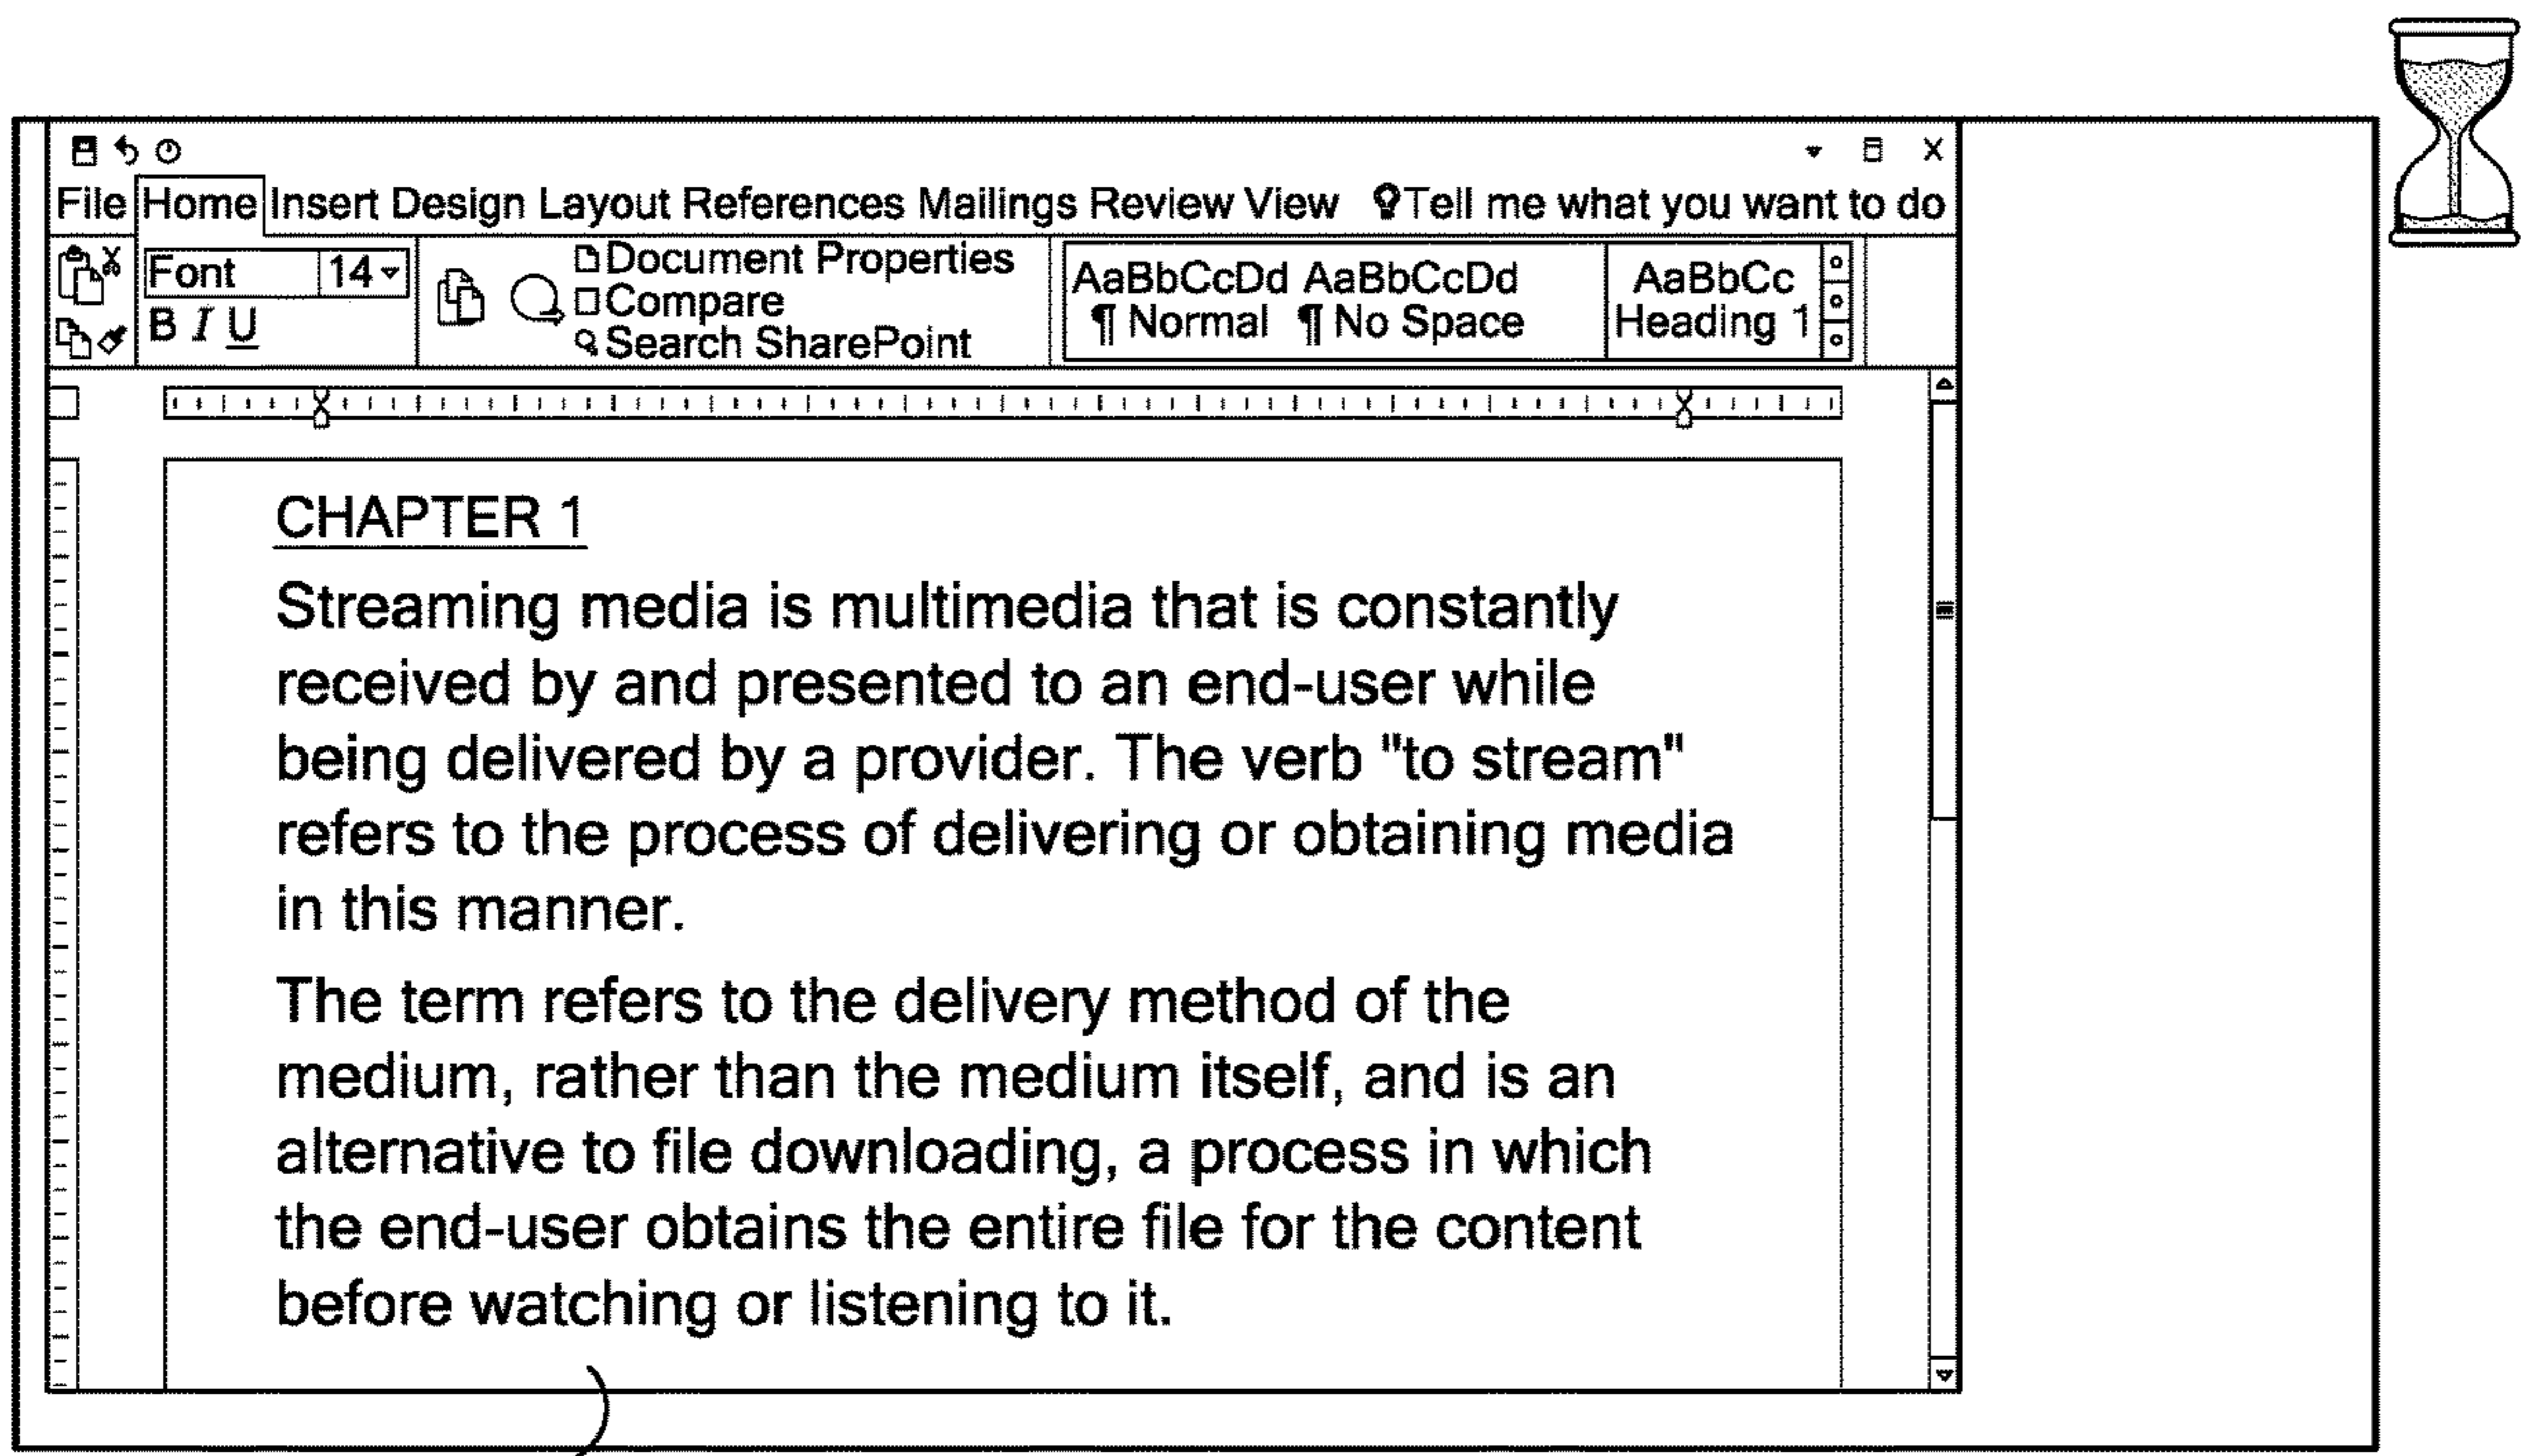 File Home Insert Design Layout References Mailings Review View Tell me what you want to do
Font 14
B I U
Document Properties
Compare
Search SharePoint
AaBbCcDd AaBbCcDd AaBbCc
¶ Normal ¶ No Space Heading 1
CHAPTER 1
Streaming media is multimedia that is constantly
received by and presented to an end-user while
being delivered by a provider. The verb "to stream"
refers to the process of delivering or obtaining media
in this manner.
The term refers to the delivery method of the
medium, rather than the medium itself, and is an
alternative to file downloading, a process in which
the end-user obtains the entire file for the content
before watching or listening to it.